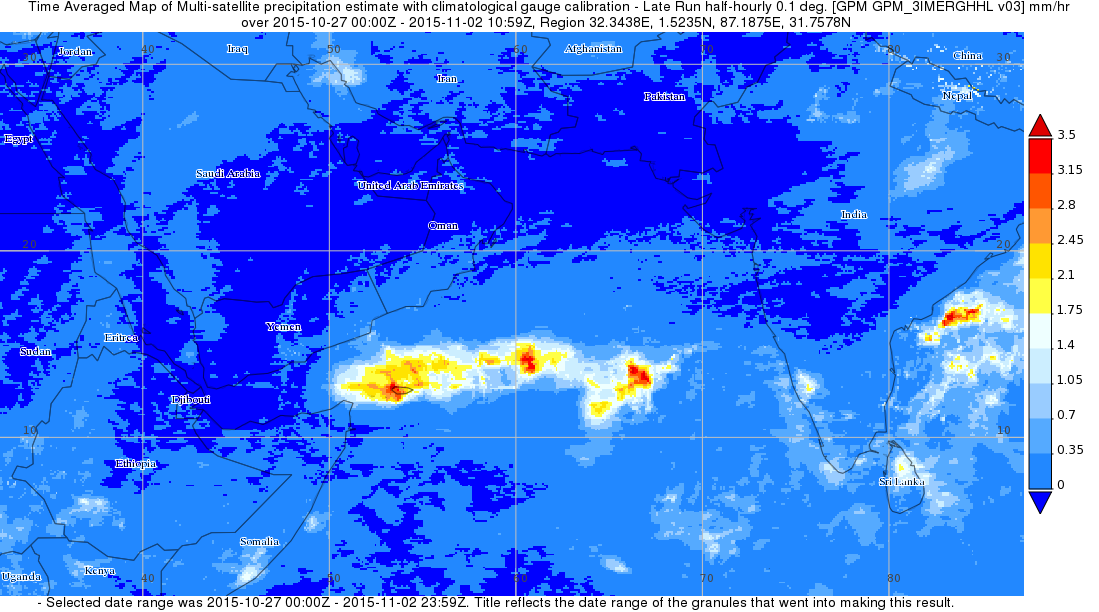 Time Averaged Map of Multi-satellite precipitation estimate with climatological gauge calibration - Late Run half-hourly 0.1 deg. [GPM GPM_3IMERGHHL v03] mm/hr
over 2015-10-27 00:00Z - 2015-11-02 10:59Z, Region 32.3438E, 1.5235N, 87.1875E, 31.7578N
40 50 70 80
Jordan Iraq Afghanistan China
30 30
Iran
Pakistan Nepal
Egypt
Saudi Arabia
United Arab Emirates
India
Oman
20 20
Yemen
Eritrea
Sudan
Djibouti
10 10
Ethiopia
Sri Lanka
Somalia
Kenya
Uganda 40 50 60 70 80
3.5
3.15
2.8
2.45
2.1
1.75
1.4
1.05
0.7
0.35
0
- Selected date range was 2015-10-27 00:00Z - 2015-11-02 23:59Z. Title reflects the date range of the granules that went into making this result.